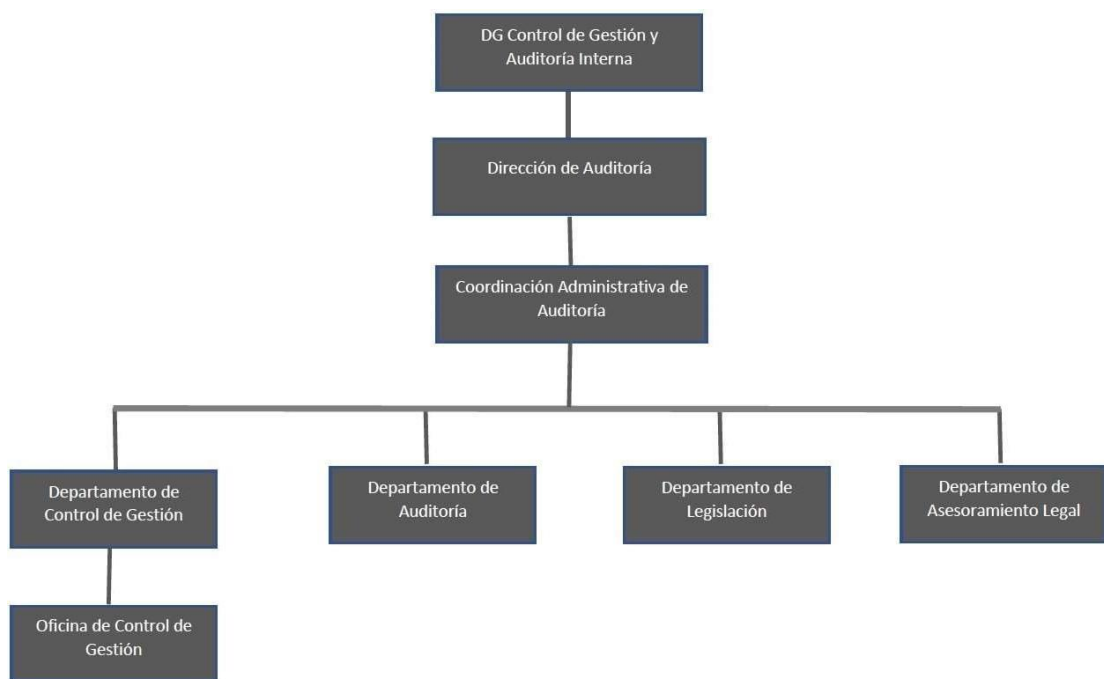 DG Control de Gestión y
Auditoría Interna
Dirección de Auditoría
Coordinación Administrativa de
Auditoría
Departamento de
Control de Gestión
Departamento de
Auditoría
Departamento de
Legislación
Departamento de
Asesoramiento Legal
Oficina de Control de
Gestión